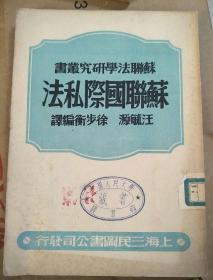 書叢究研學法聯蘇
法私際國聯蘇
譯編衡步徐 源毓汪
行發司公書圖民三海上